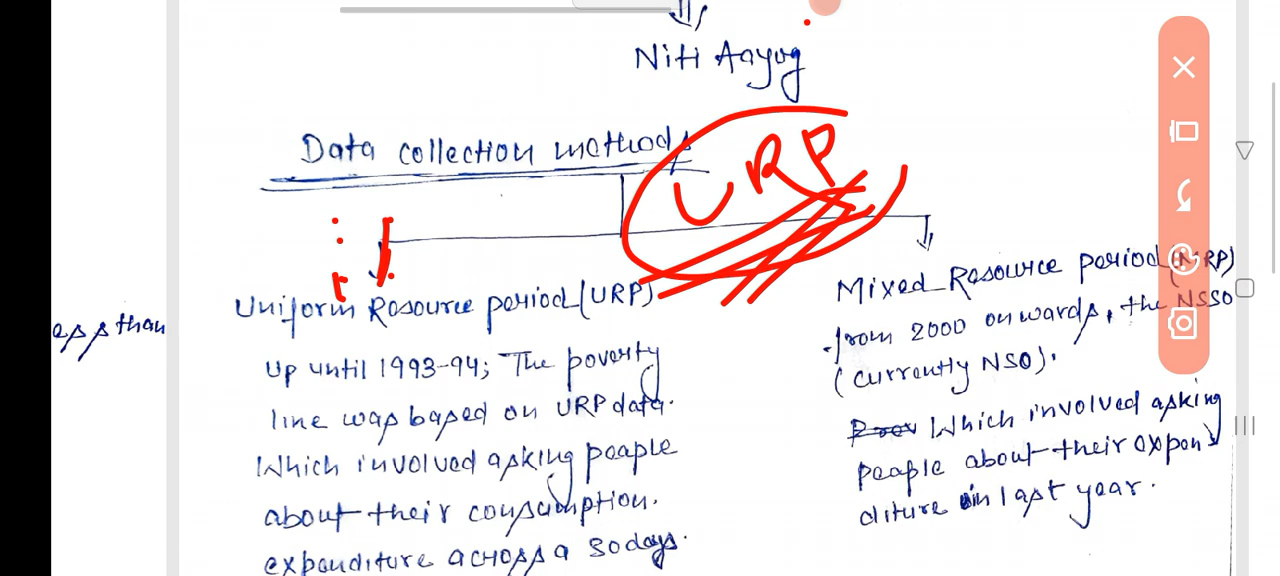 Niti Aayog
Data collection methods
URP
Uniform Resource period (URP)
Up until 1993-94; The poverty
line was based on URP data.
Which involved asking people
about their consumption.
expenditure across a 30 days.
Mixed Resource period (MRP)
from 2000 onwards, the NSSO
(currently NSO).
Which involved asking
people about their expen
diture in last year.
than